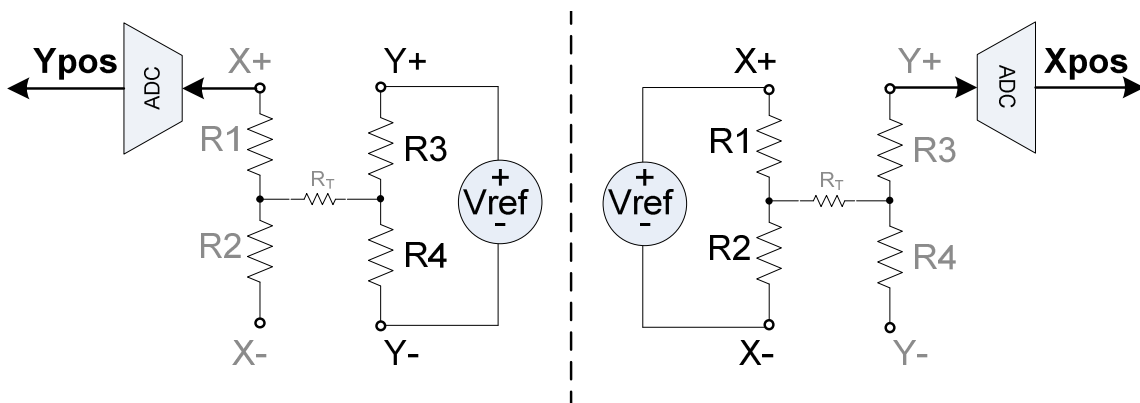 Ypos
ADC
X+
R1
R2
X-
RT
Y+
R3
R4
Y-
+
Vref
-
+
Vref
-
X+
R1
R2
X-
RT
Y+
R3
R4
Y-
ADC
Xpos